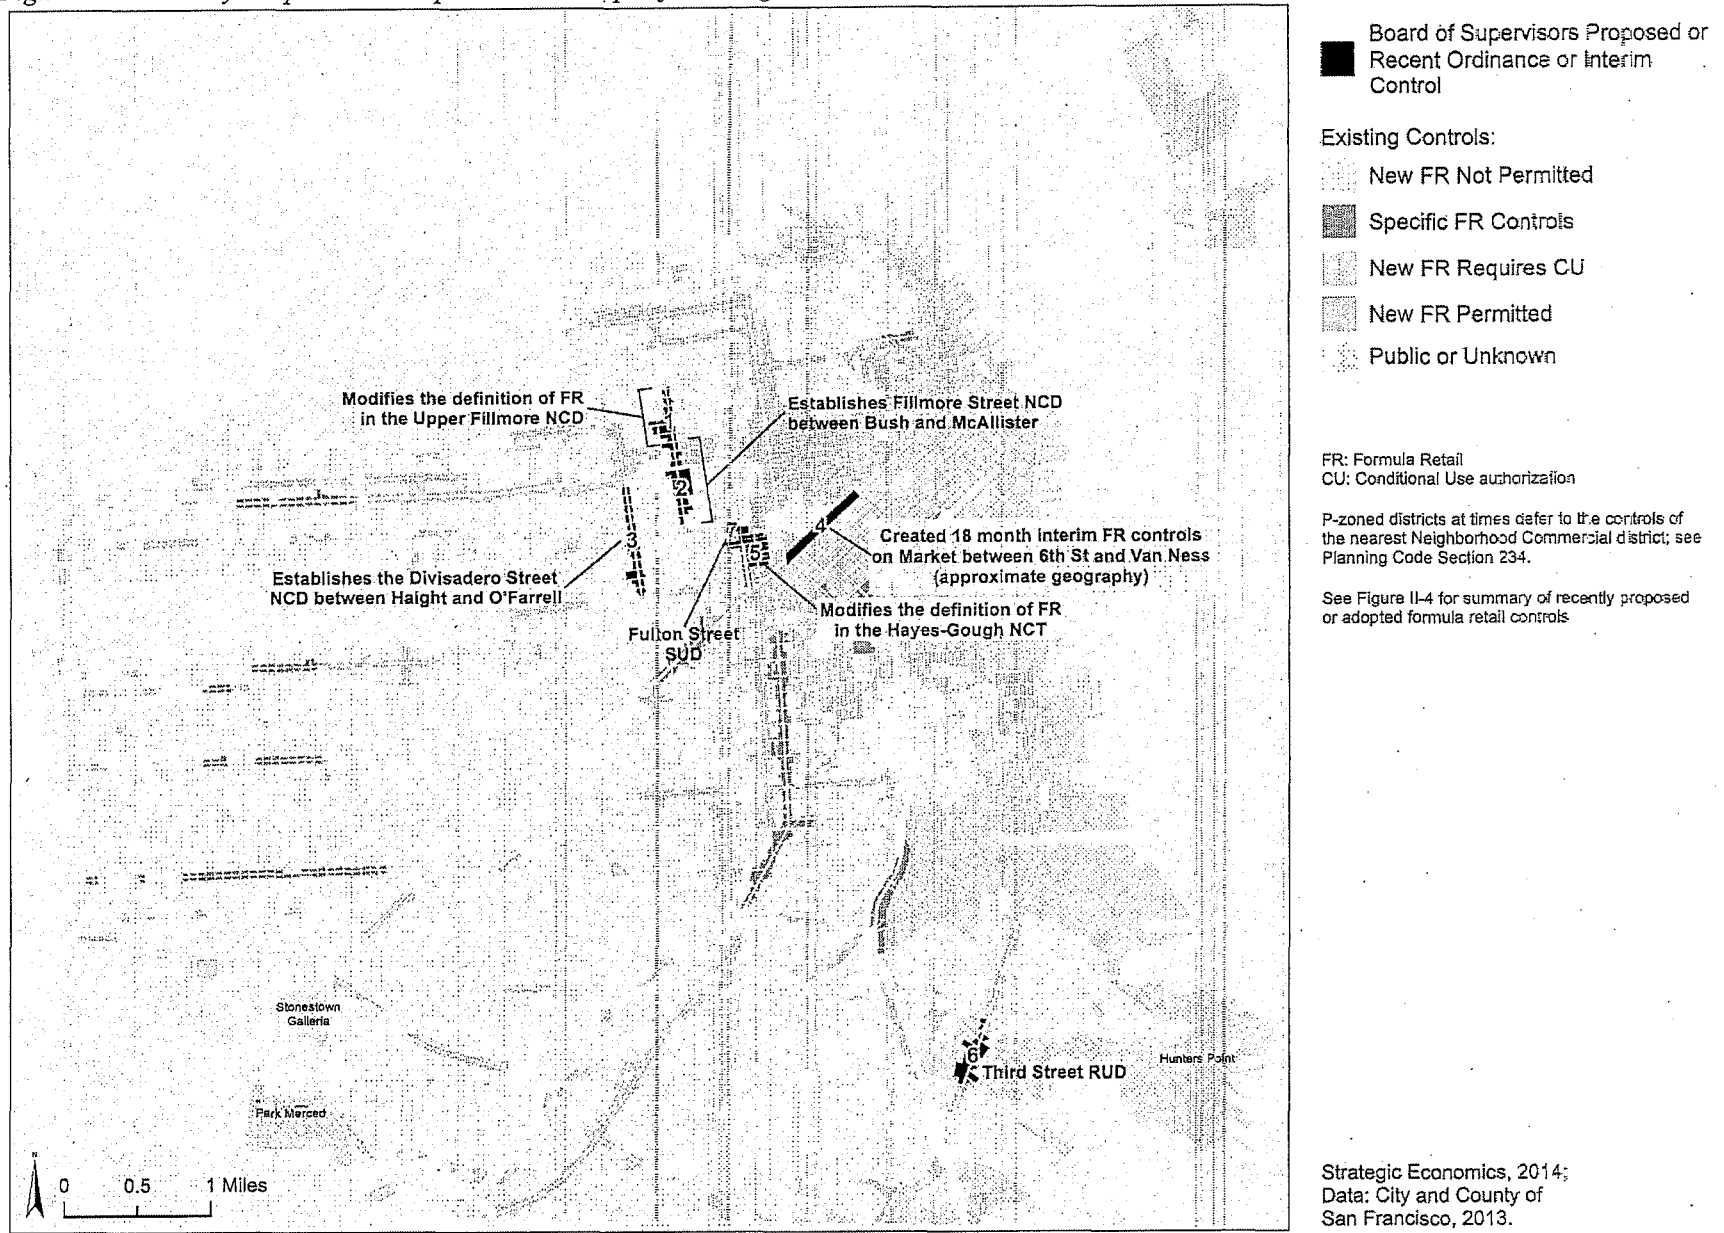 Board of Supervisors Proposed or
Recent Ordinance or Interim
Control
Existing Controls:
New FR Not Permitted
Specific FR Controls
New FR Requires CU
New FR Permitted
Public or Unknown
FR: Formula Retail
CU: Conditional Use authorization
P-zoned districts at times defer to the controls of
the nearest Neighborhood Commercial district; see
Planning Code Section 234.
See Figure II-4 for summary of recently proposed
or adopted formula retail controls
Modifies the definition of FR
in the Upper Fillmore NCD
Establishes Fillmore Street NCD
between Bush and McAllister
2
3
7
5
4
Created 18 month interim FR controls
on Market between 6th St and Van Ness
(approximate geography)
Establishes the Divisadero Street
NCD between Haight and O'Farrell
Modifies the definition of FR
in the Hayes-Gough NCT
Fulton Street
SUD
Stonestown
Galleria
6
Third Street RUD
Hunters Point
Park Merced
N
0 0.5 1 Miles
Strategic Economics, 2014;
Data: City and County of
San Francisco, 2013.